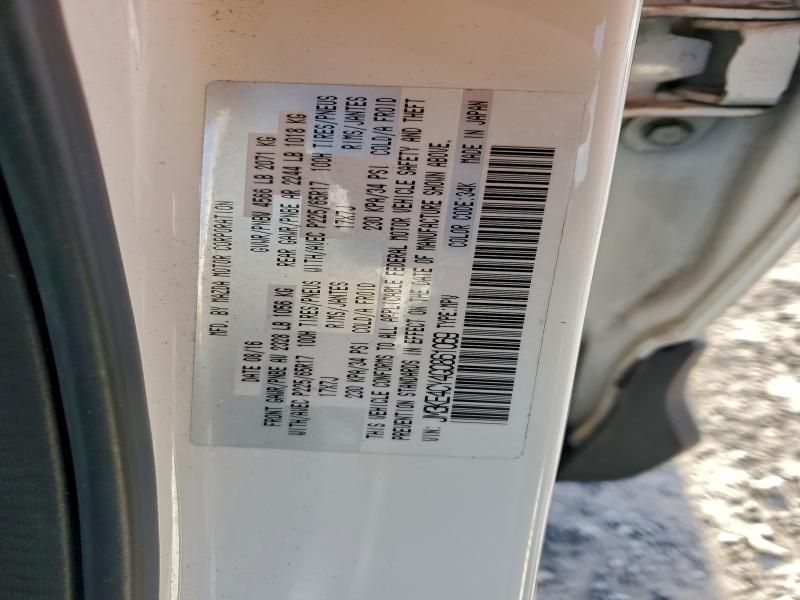 MFD. BY MAZDA MOTOR CORPORATION
DATE 08/16 GVWR/PNBV 4566 LB 2071 KG
FRONT GAWR/PNBE AV 2328 LB 1056 KG REAR GAWR/PNBE AR 2244 LB 1018 KG
WITH/AVEC P225/65R17 100H TIRES/PNEUS WITH/AVEC P225/65R17 100H TIRES/PNEUS
17X7J RIMS/JANTES 17X7J RIMS/JANTES
230 KPA/34 PSI COLD/A FROID 230 KPA/34 PSI COLD/A FROID
THIS VEHICLE CONFORMS TO ALL APPLICABLE FEDERAL MOTOR VEHICLE SAFETY AND THEFT
PREVENTION STANDARDS IN EFFECT ON THE DATE OF MANUFACTURE SHOWN ABOVE.
VIN: JM3KE4CY4G0861069 TYPE:MPV COLOR CODE:34K MADE IN JAPAN